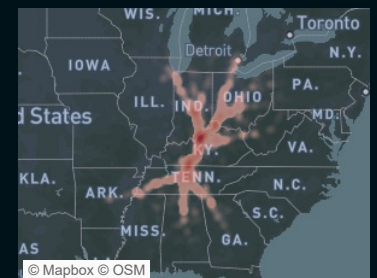 WIS.
MICH.
Toronto
Detroit
N.Y.
IOWA
PA.
ILL.
IND.
OHIO
d States
MD.
KY.
VA.
KLA.
TENN.
N.C.
ARK.
S.C.
MISS.
GA.
AS
© Mapbox © OSM